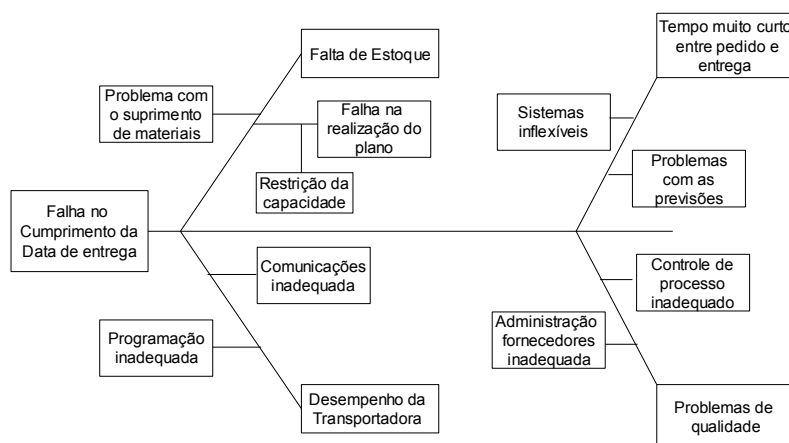 Falta de Estoque
Tempo muito curto
entre pedido e
entrega
Problema com
o suprimento
de materiais
Falha na
realização do
plano
Sistemas
inflexíveis
Restrição da
capacidade
Problemas
com as
previsões
Falha no
Cumprimento da
Data de entrega
Comunicações
inadequada
Controle de
processo
inadequado
Programação
inadequada
Administração
fornecedores
inadequada
Desempenho da
Transportadora
Problemas de
qualidade